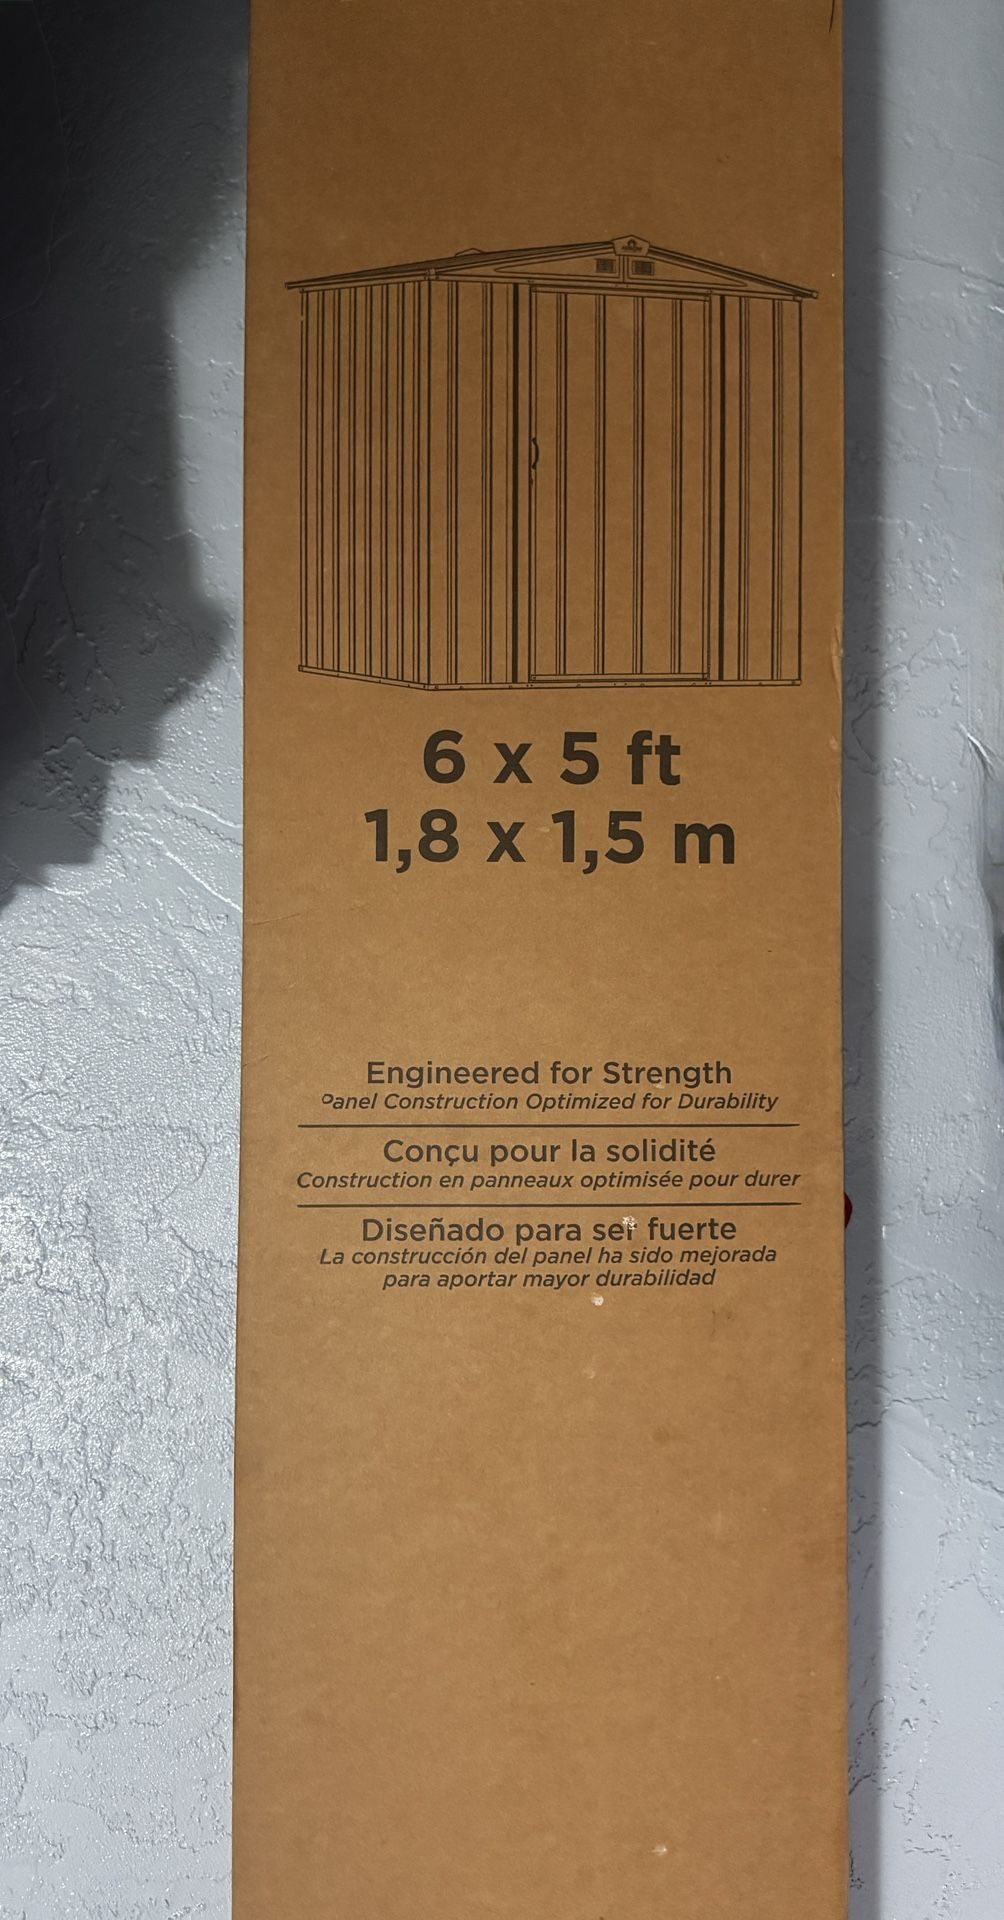 6 x 5 ft
1,8 x 1,5 m
Engineered for Strength
Panel Construction Optimized for Durability
Conçu pour la solidité
Construction en panneaux optimisée pour durer
Diseñado para ser fuerte
La construcción del panel ha sido mejorada
para aportar mayor durabilidad